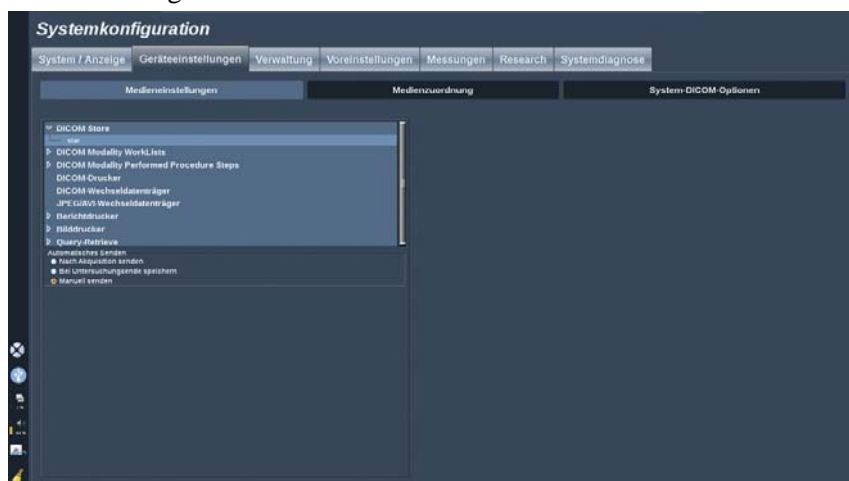 Systemkonfiguration
System / Anzeige Geräteeinstellungen Verwaltung Voreinstellungen Messungen Research Systemdiagnose
Medieneinstellungen Medienzuordnung System-DICOM-Optionen
DICOM Store
DICOM Modality WorkLists
DICOM Modality Performed Procedure Steps
DICOM-Drucker
DICOM-Wechseldatenträger
JPEG/AVI-Wechseldatenträger
Berichtdrucker
Bilddrucker
Query-Retrieve
Automatisches Senden
Nach Akquisition senden
Bei Untersuchungsende speichern
Manuell senden